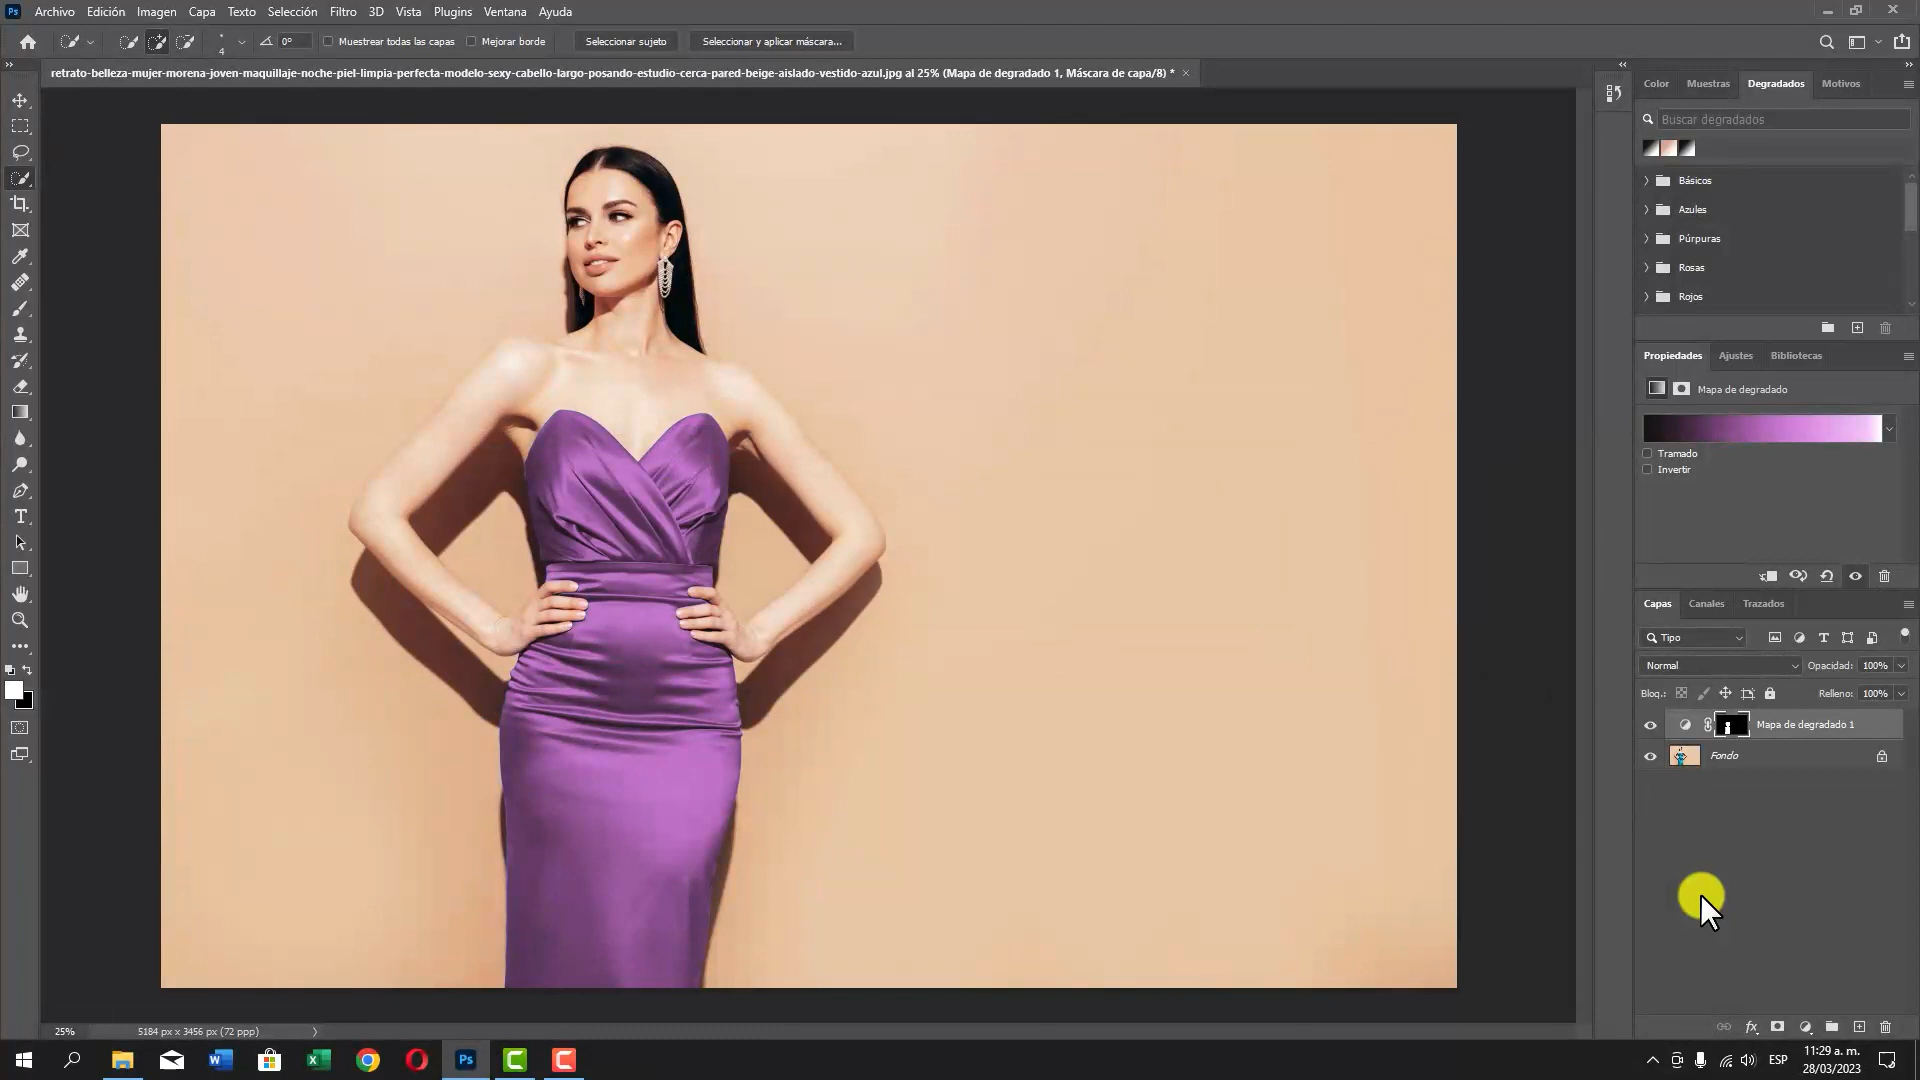 Ps Archivo Edición Imagen Capa Texto Selección Filtro 3D Vista Plugins Ventana Ayuda
4 0° Muestrear todas las capas Mejorar borde Seleccionar sujeto Seleccionar y aplicar máscara...
retrato-belleza-mujer-morena-joven-maquillaje-noche-piel-limpia-perfecta-modelo-sexy-cabello-largo-posando-estudio-cerca-pared-beige-aislado-vestido-azul.jpg al 25% (Mapa de degradado 1, Máscara de capa/8) *
Color Muestras Degradados Motivos
Buscar degradados
Básicos
Azules
Púrpuras
Rosas
Rojos
Propiedades Ajustes Bibliotecas
Mapa de degradado
Tramado
Invertir
Capas Canales Trazados
Tipo
Normal Opacidad: 100%
Bloq.: Relleno: 100%
Mapa de degradado 1
Fondo
25% 5184 px x 3456 px (72 ppp)
ESP
11:29 a. m.
28/03/2023